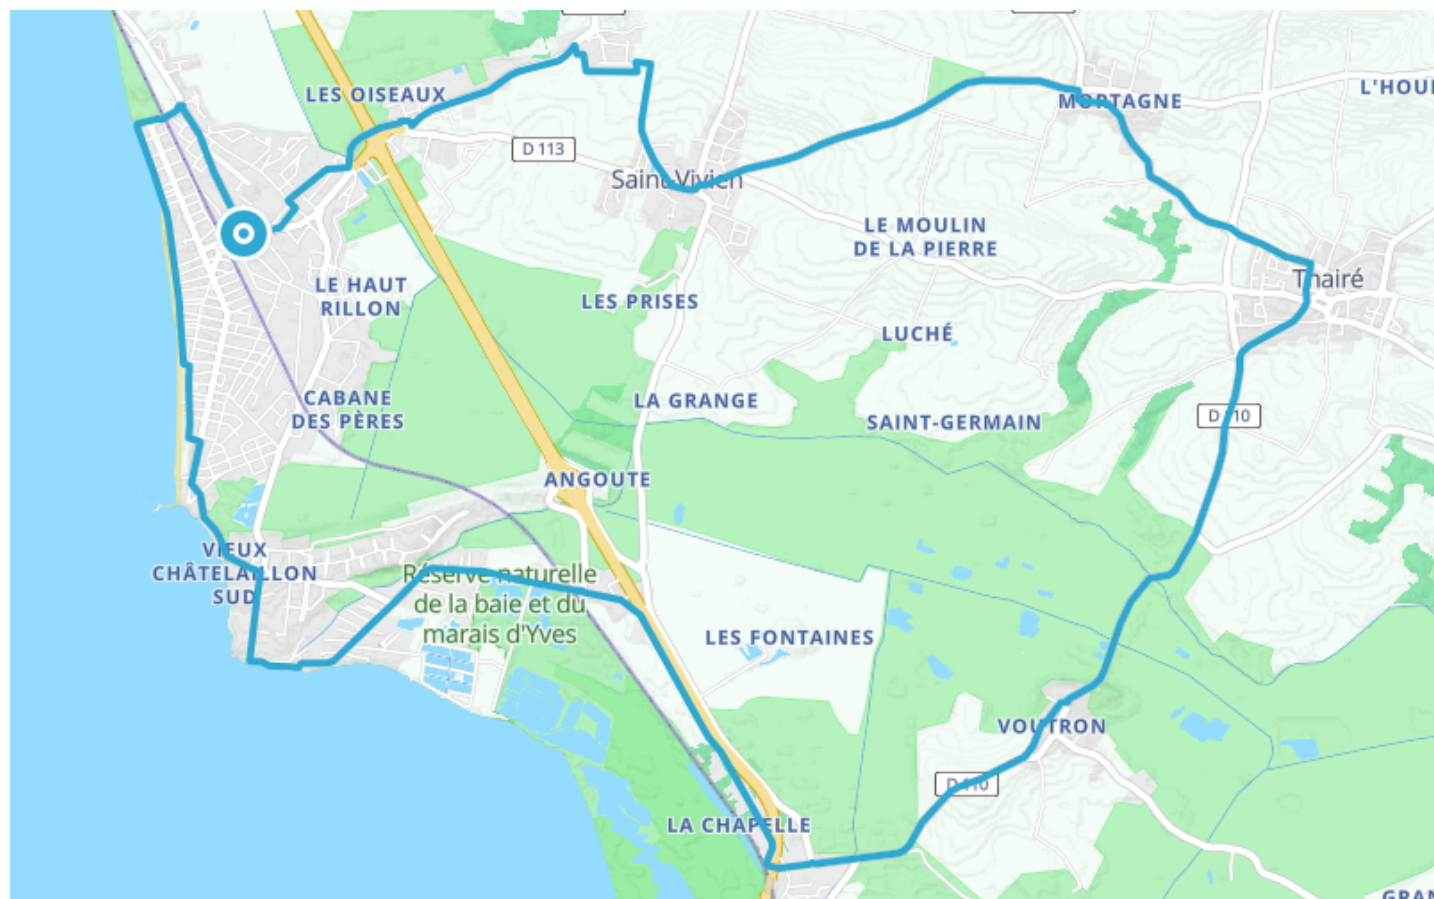 LES OISEAUX
MORTAGNE
L'HOU
D 113
Saint-Vivien
LE MOULIN
DE LA PIERRE
Thairé
LE HAUT
RILLON
LES PRISES
LUCHÉ
CABANE
DES PÈRES
LA GRANGE
SAINT-GERMAIN
D 110
ANGOUTE
VIEUX
CHÂTELAILLON
SUD
Réserve naturelle
de la baie et du
marais d'Yves
LES FONTAINES
VOUTRON
D 110
LA CHAPELLE
GRAN